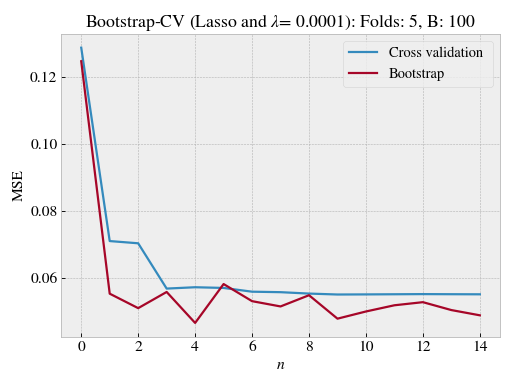 Bootstrap-CV (Lasso and λ= 0.0001): Folds: 5, B: 100
Cross validation
Bootstrap
MSE
0.12
0.10
0.08
0.06
0 2 4 6 8 10 12 14
n